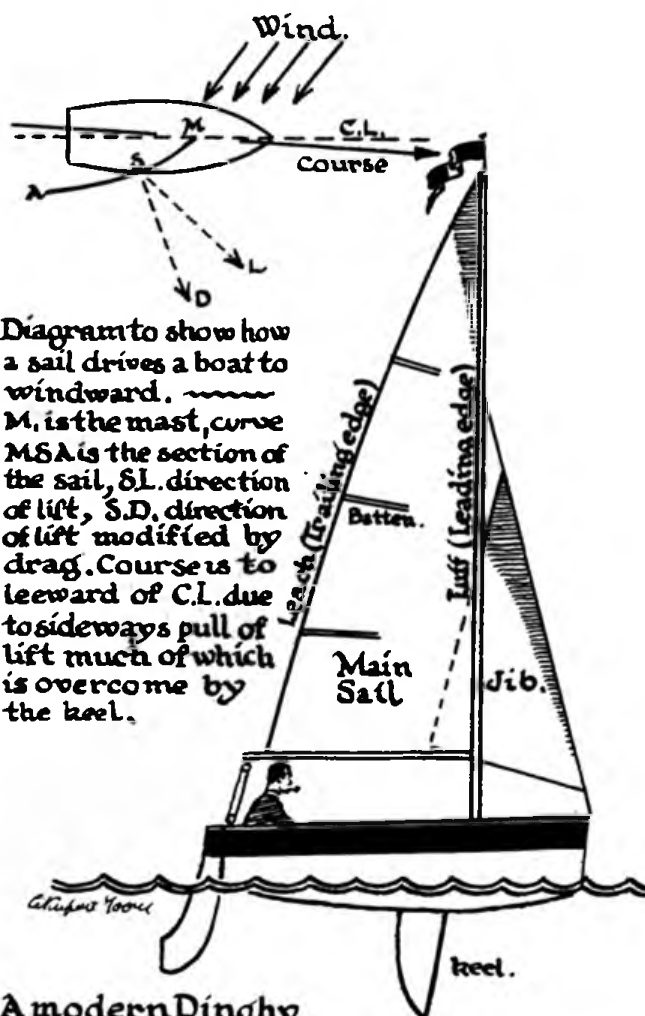 Wind.
M
C.L.
Course
S
A
L
D
Diagram to show how
a sail drives a boat to
windward.
M. is the mast, curve
MSA is the section of
the sail, S.L. direction
of lift, S.D. direction
of lift modified by
drag. Course is to
leeward of C.L. due
to sideways pull of
lift much of which
is overcome by
the keel.
Leach (Trailing edge)
Luff (Leading edge)
Batten.
Main
Sail
Jib.
keel.
A modern Dinghy